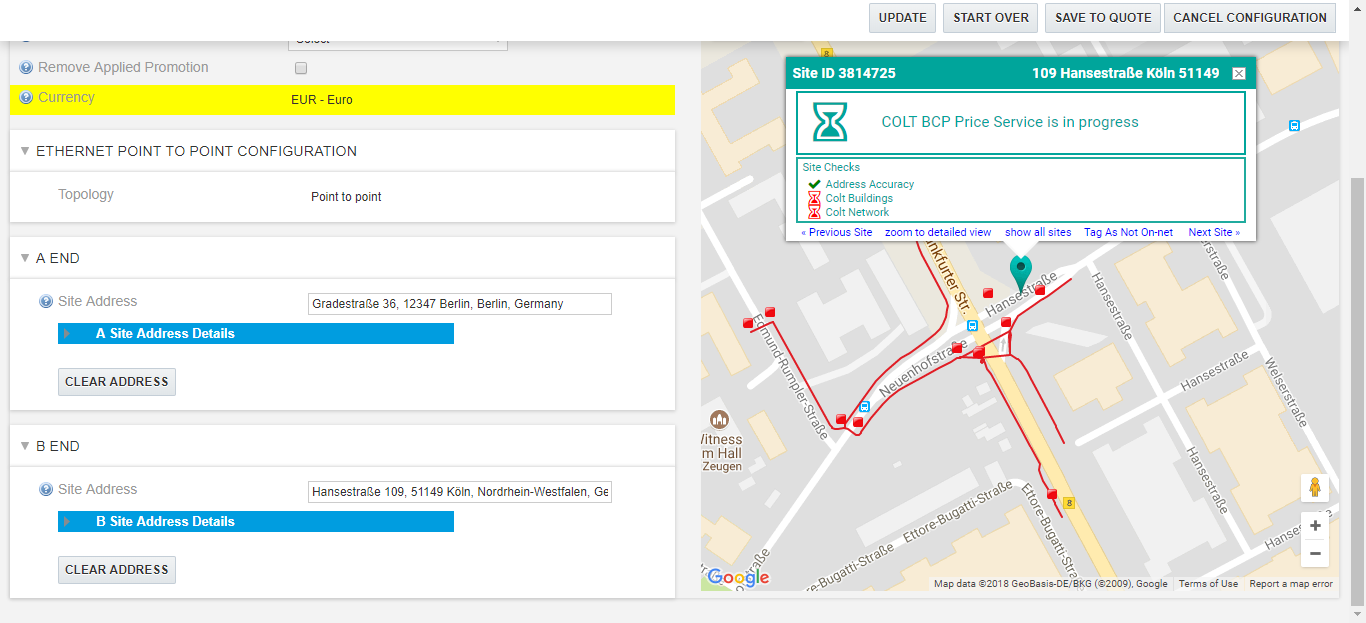 UPDATE
START OVER
SAVE TO QUOTE
CANCEL CONFIGURATION
Remove Applied Promotion
Currency
EUR - Euro
ETHERNET POINT TO POINT CONFIGURATION
Topology
Point to point
A END
Site Address
Gradestraße 36, 12347 Berlin, Berlin, Germany
A Site Address Details
CLEAR ADDRESS
B END
Site Address
Hansestraße 109, 51149 Köln, Nordrhein-Westfalen, Ge
B Site Address Details
CLEAR ADDRESS
8
Site ID 3814725
109 Hansestraße Köln 51149
COLT BCP Price Service is in progress
Site Checks
Address Accuracy
Colt Buildings
Colt Network
« Previous Site
zoom to detailed view
show all sites
Tag As Not On-net
Next Site »
nkfurter Str.
Hansestraße
Hansestraße
Edmund-Rumpler-Straße
Neuenhofstraße
Hansestraße
Welserstraße
Hansestraße
Witness
m Hall
Zeugen
8
Ettore-Bugatti-Straße
Ettore-Bugatti-Straße
-Bugatti-Straße
Google
Map data ©2018 GeoBasis-DE/BKG (©2009), Google
Terms of Use
Report a map error